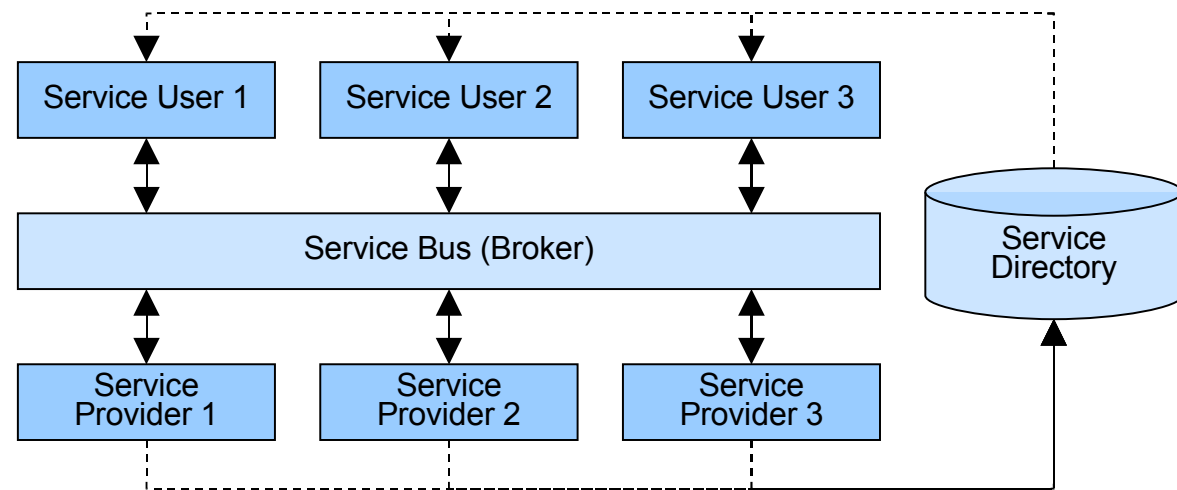 Service User 1
Service User 2
Service User 3
Service Bus (Broker)
Service
Directory
Service
Provider 1
Service
Provider 2
Service
Provider 3